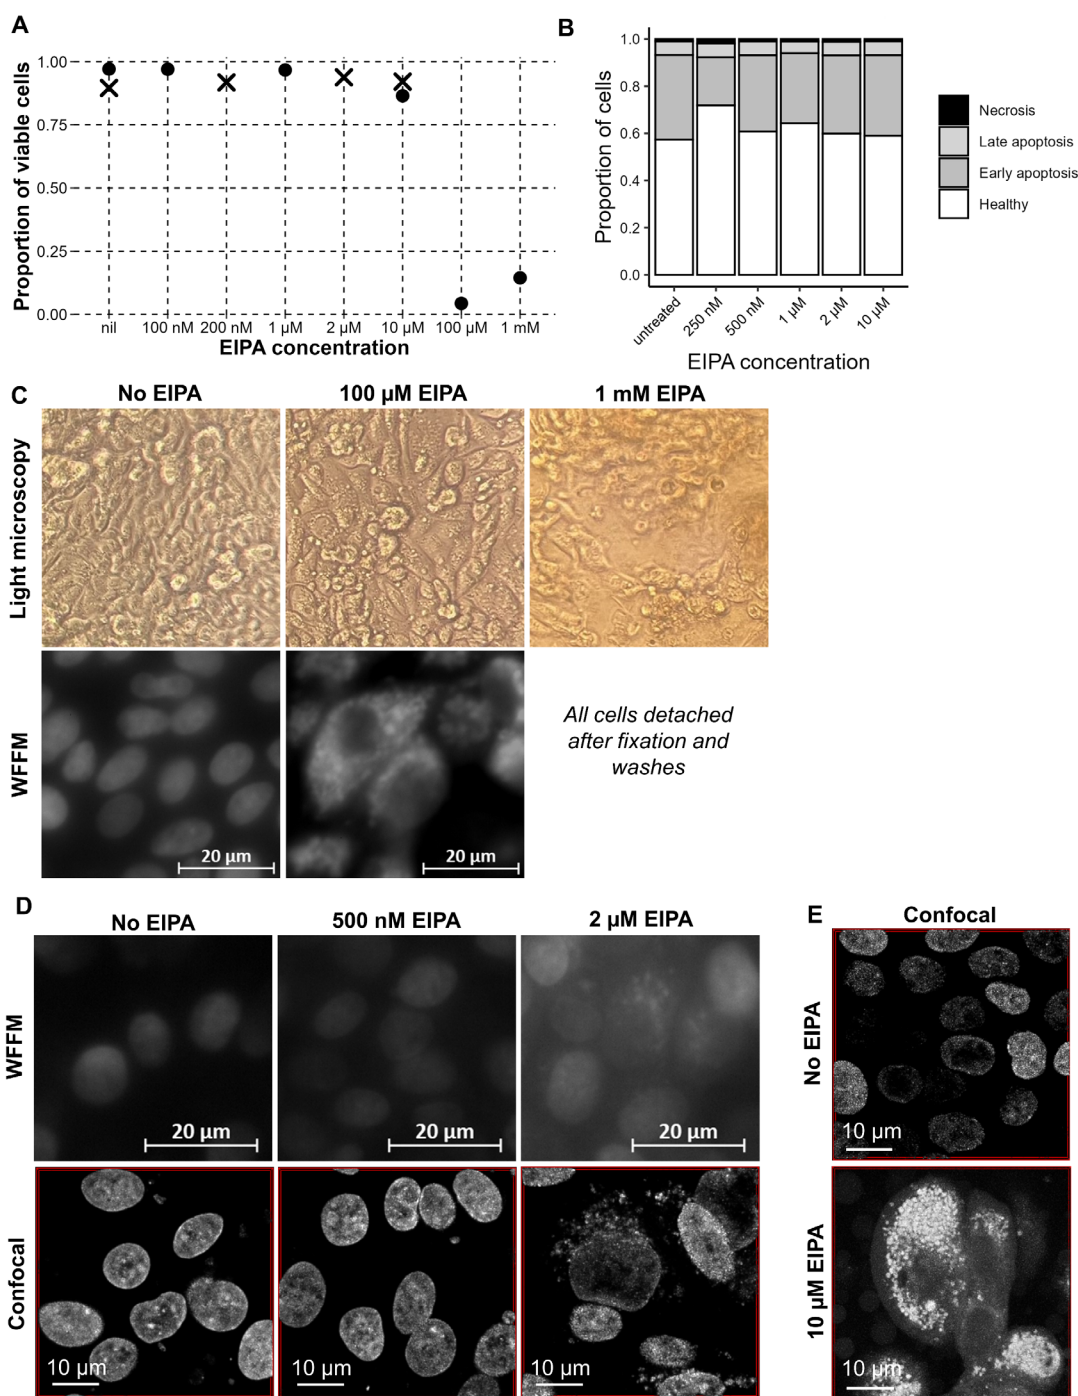 A
Proportion of viable cells
1.00
0.75
0.50
0.25
0.00
nil
100 nM
200 nM
1 µM
2 µM
10 µM
100 µM
1 mM
EIPA concentration
B
Proportion of cells
1.0
0.8
0.6
0.4
0.2
0.0
untreated
250 nM
500 nM
1 µM
2 µM
10 µM
EIPA concentration
Necrosis
Late apoptosis
Early apoptosis
Healthy
C
No EIPA
100 µM EIPA
1 mM EIPA
Light microscopy
WFFM
20 µm
20 µm
All cells detached
after fixation and
washes
D
No EIPA
500 nM EIPA
2 µM EIPA
WFFM
20 µm
20 µm
20 µm
Confocal
10 µm
10 µm
10 µm
E
Confocal
No EIPA
10 µm
10 µM EIPA
10 µm